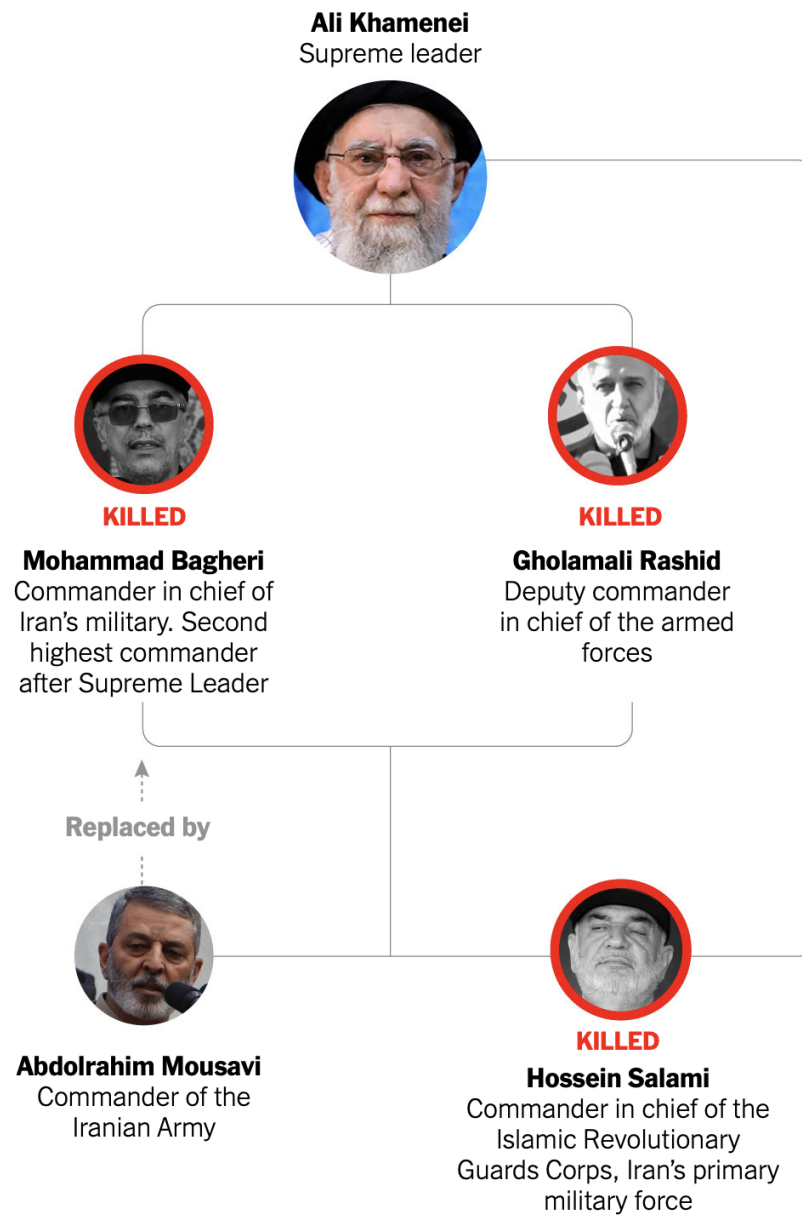 Ali Khamenei
Supreme leader
KILLED
Mohammad Bagheri
Commander in chief of
Iran’s military. Second
highest commander
after Supreme Leader
KILLED
Gholamali Rashid
Deputy commander
in chief of the armed
forces
Replaced by
Abdolrahim Mousavi
Commander of the
Iranian Army
KILLED
Hossein Salami
Commander in chief of the
Islamic Revolutionary
Guards Corps, Iran’s primary
military force